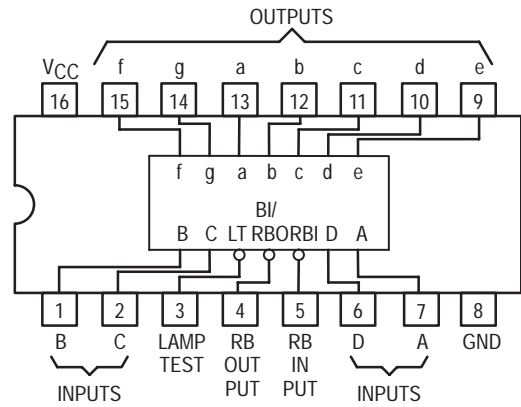 OUTPUTS
VCC f g a b c d e
16 15 14 13 12 11 10 9
f g a b c d e
BI/
B C LT RBO RBI D A
1 2 3 4 5 6 7 8
B C LAMP RB RB D A GND
TEST OUT IN
PUT PUT
INPUTS INPUTS